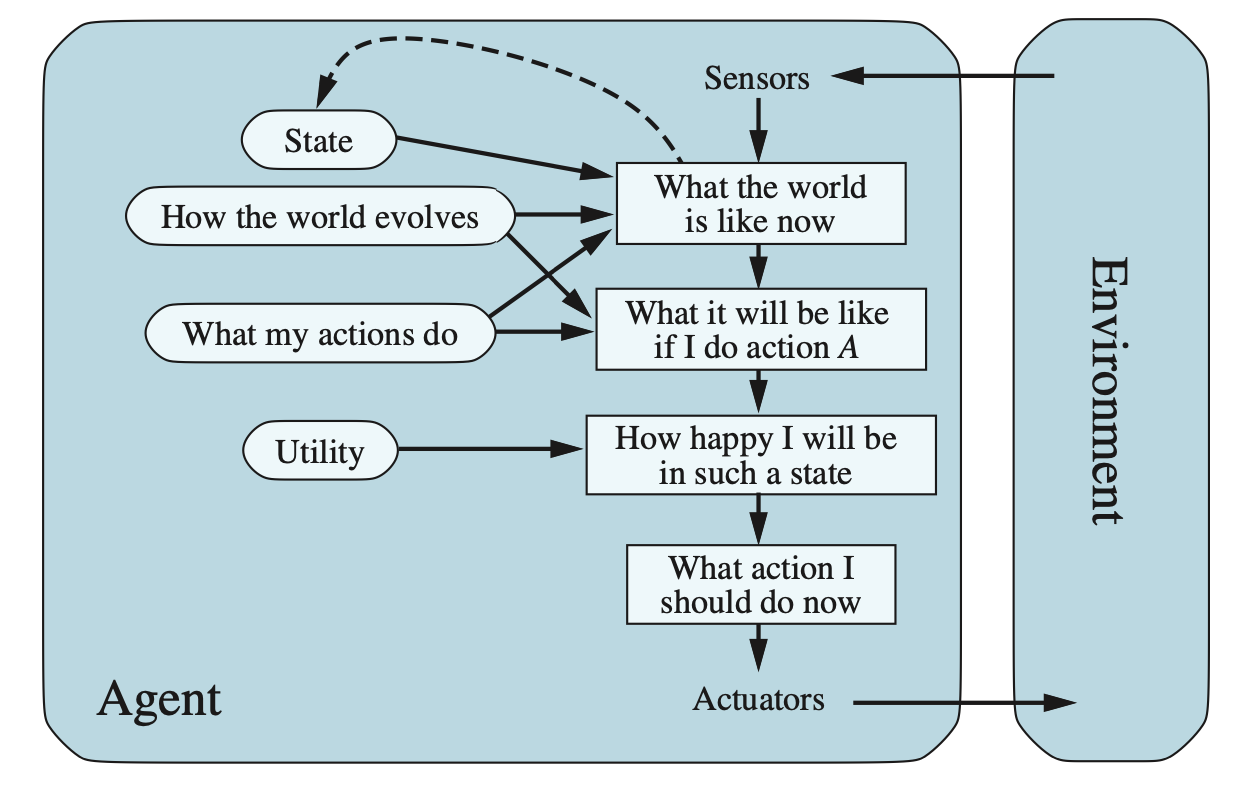 Sensors
State
What the world
is like now
How the world evolves
What it will be like
if I do action A
What my actions do
How happy I will be
in such a state
Utility
What action I
should do now
Agent
Actuators
Environment